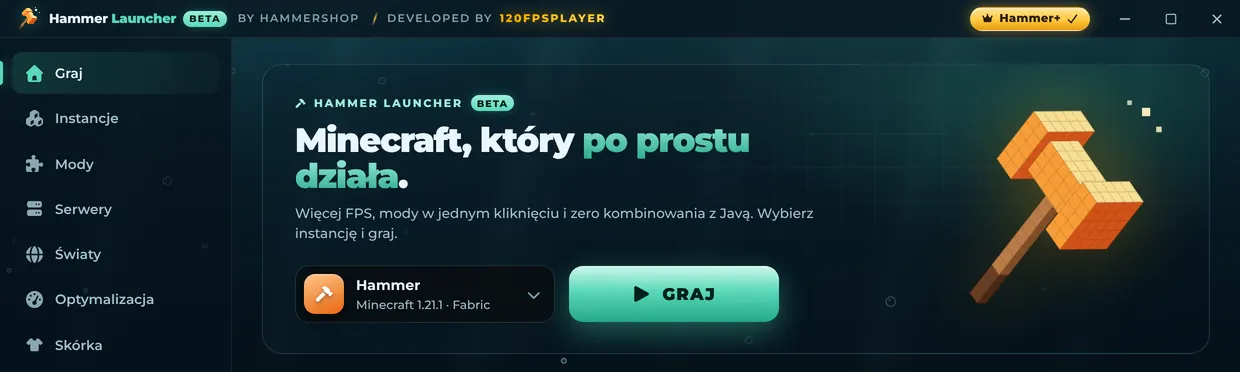 Hammer Launcher BETA BY HAMMERSHOP / DEVELOPED BY 120FPSPLAYER
Hammer+
Graj
Instancje
Mody
Serwery
Światy
Optymalizacja
Skórka
HAMMER LAUNCHER BETA
Minecraft, który po prostu
działa.
Więcej FPS, mody w jednym kliknięciu i zero kombinowania z Javą. Wybierz
instancję i graj.
Hammer
Minecraft 1.21.1 · Fabric
GRAJ